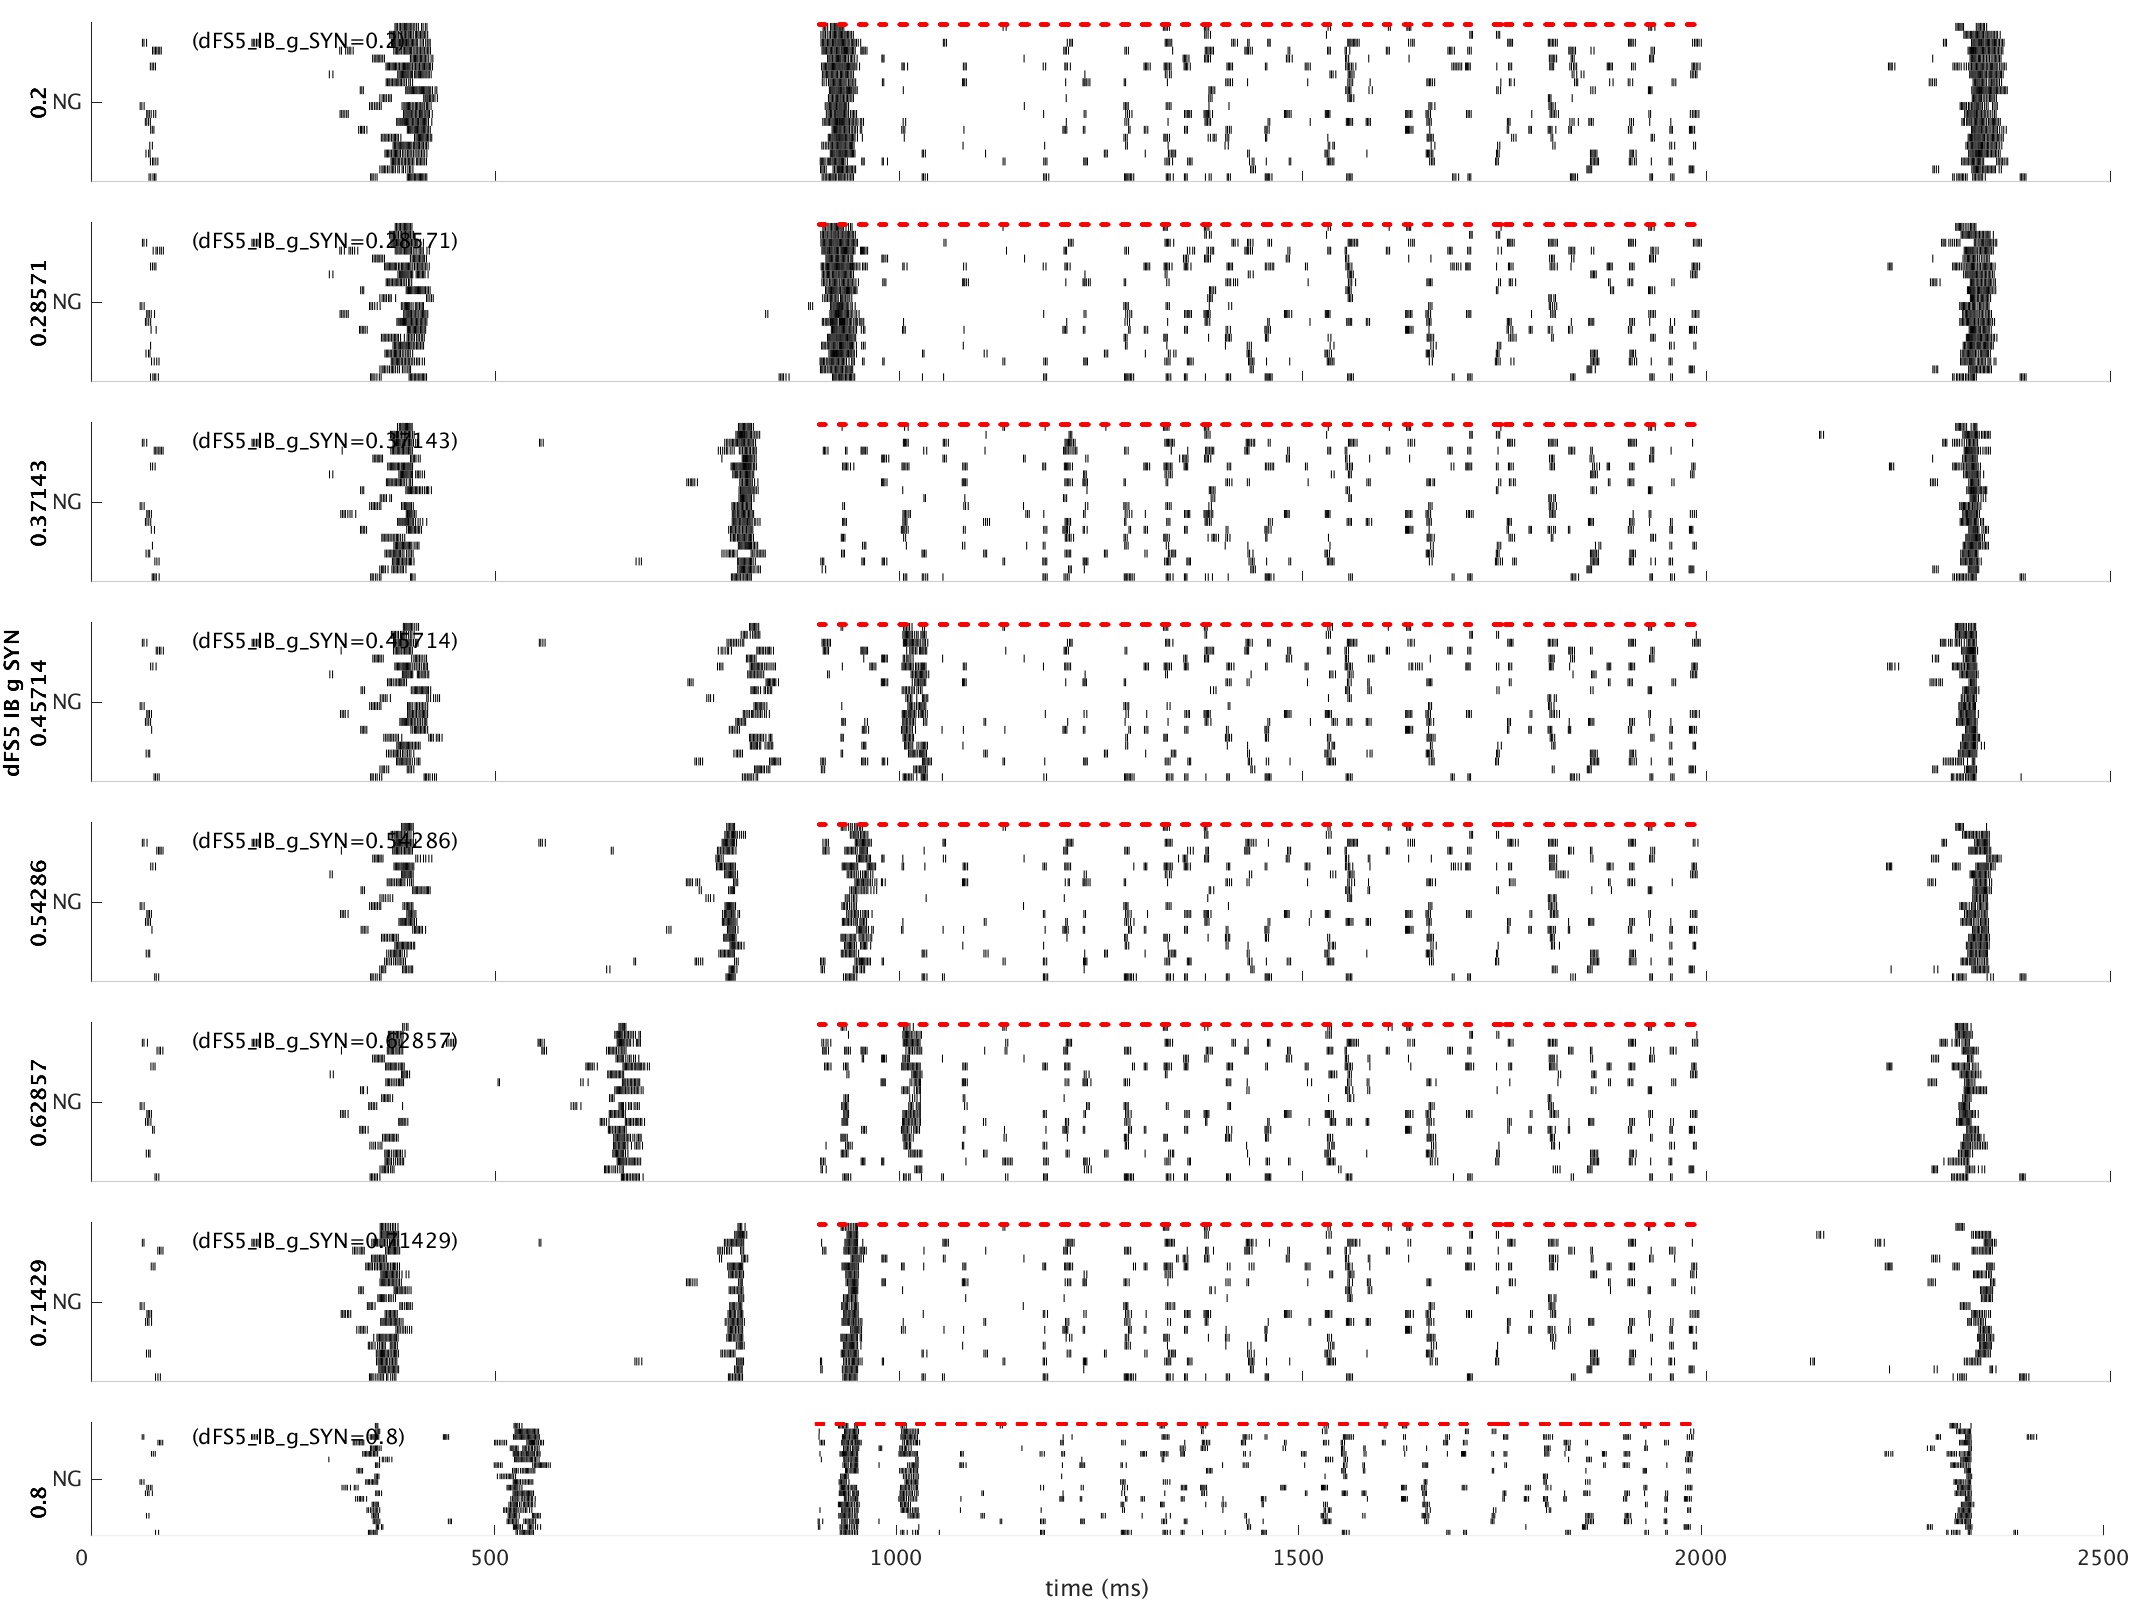 dFS5 IB g SYN
0.2
NG
(dFS5_IB_g_SYN=0.2)
0.28571
NG
(dFS5_IB_g_SYN=0.28571)
0.37143
NG
(dFS5_IB_g_SYN=0.37143)
0.45714
NG
(dFS5_IB_g_SYN=0.45714)
0.54286
NG
(dFS5_IB_g_SYN=0.54286)
0.62857
NG
(dFS5_IB_g_SYN=0.62857)
0.71429
NG
(dFS5_IB_g_SYN=0.71429)
0.8
NG
(dFS5_IB_g_SYN=0.8)
0 500 1000 1500 2000 2500
time (ms)